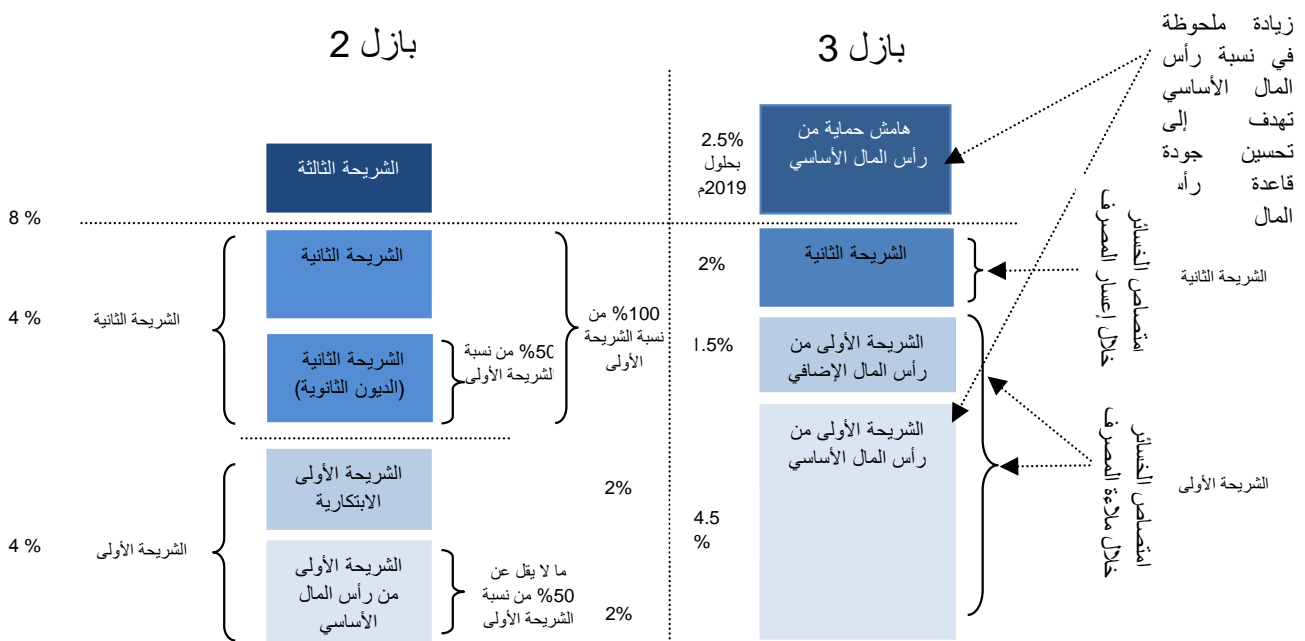 بازل 2
بازل 3
زيادة ملحوظة
في نسبة رأس
المال الأساسي
تهدف إلى
تحسين جودة
قاعدة رأس
المال
هامش حماية من
رأس المال الأساسي
2.5%
بحلول
2019م
الشريحة الثالثة
8 %
الشريحة الثانية
4 %
الشريحة الثانية
الشريحة الثانية
(الديون الثانوية)
50% من نسبة
الشريحة الأولى
100% من
نسبة الشريحة
الأولى
الشريحة الأولى
الابتكارية
2%
4 %
الشريحة الأولى
الشريحة الأولى
من رأس المال
الأساسي
ما لا يقل عن
50% من نسبة
الشريحة الأولى
2%
2%
الشريحة الثانية
امتصاص الخسائر
خلال إعسار المصرف
الشريحة الثانية
1.5%
الشريحة الأولى من
رأس المال الإضافي
الشريحة الأولى من
رأس المال الأساسي
4.5
%
امتصاص الخسائر
خلال ملاءة المصرف
الشريحة الأولى